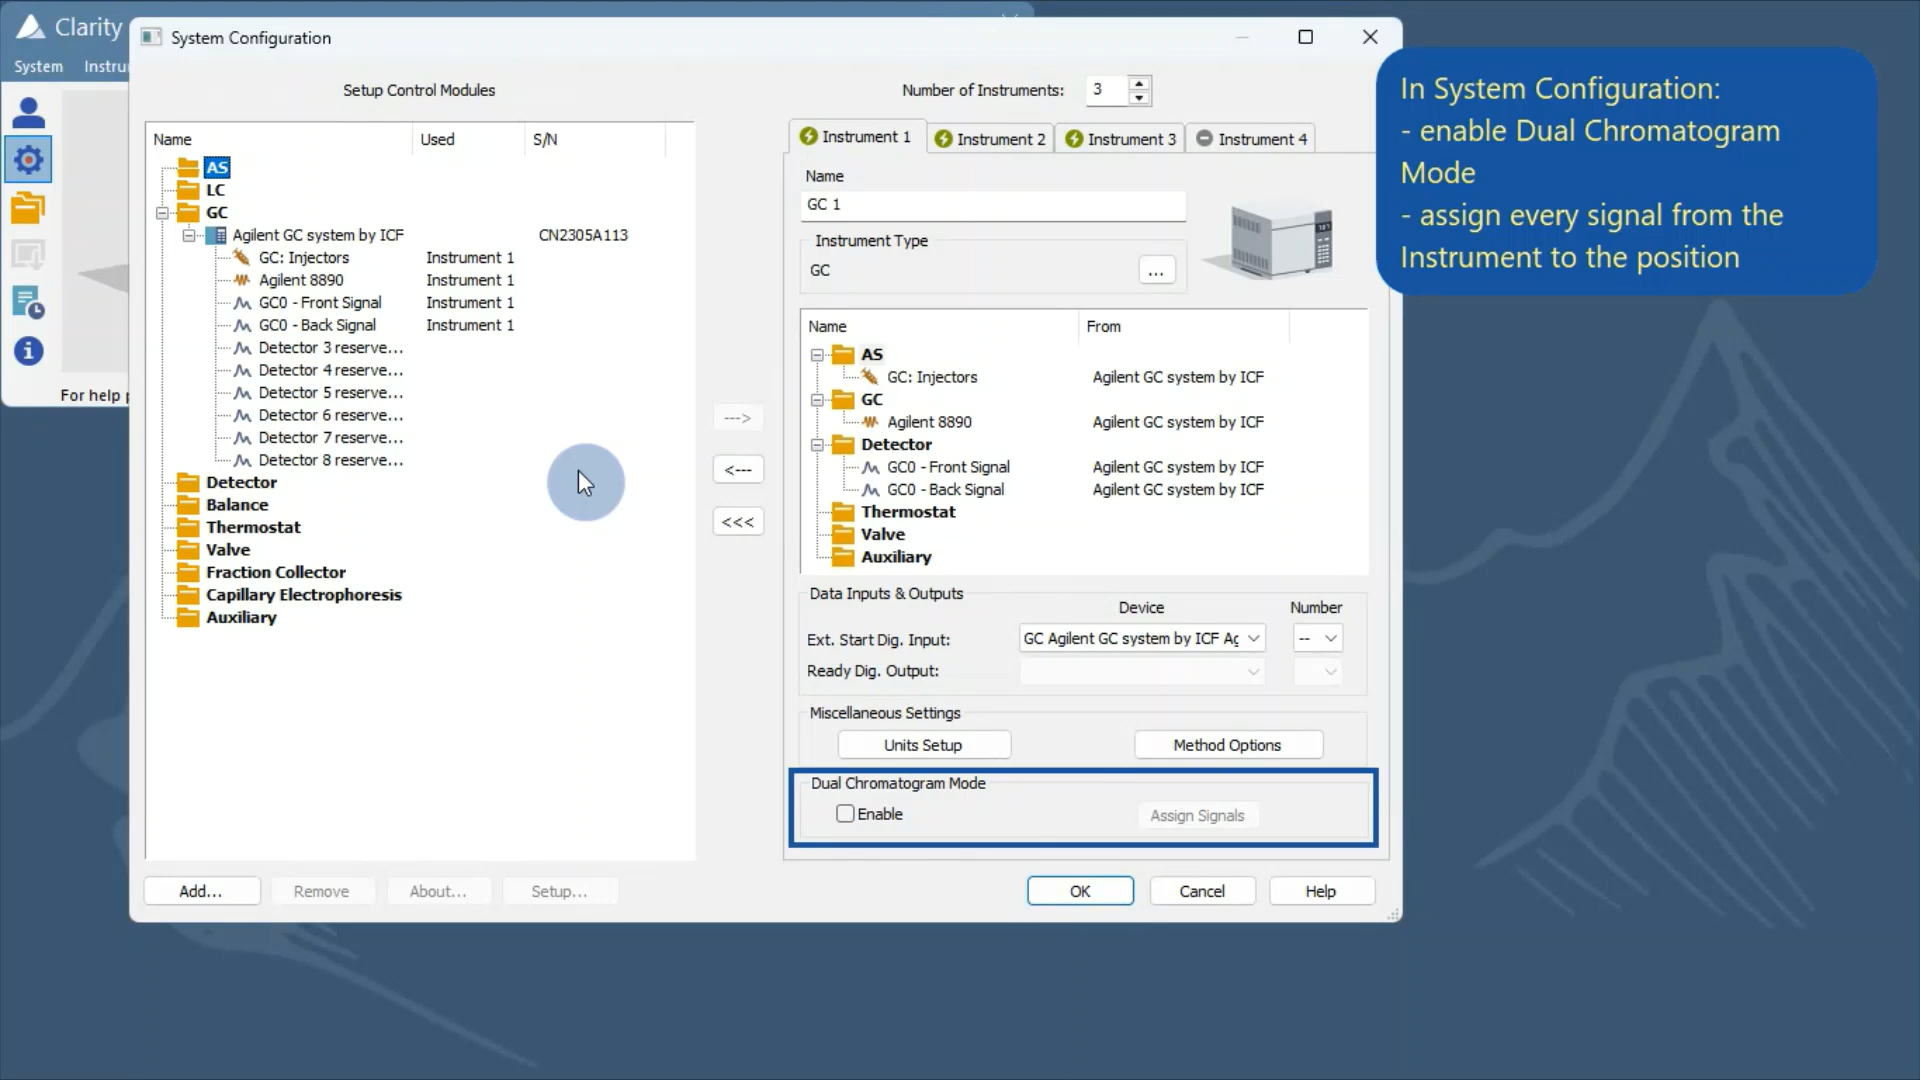 Clarity
System Instru
For help
System Configuration
Setup Control Modules
Name Used S/N
AS
LC
GC
Agilent GC system by ICF CN2305A113
GC: Injectors Instrument 1
Agilent 8890 Instrument 1
GC0 - Front Signal Instrument 1
GC0 - Back Signal Instrument 1
Detector 3 reserve...
Detector 4 reserve...
Detector 5 reserve...
Detector 6 reserve...
Detector 7 reserve...
Detector 8 reserve...
Detector
Balance
Thermostat
Valve
Fraction Collector
Capillary Electrophoresis
Auxiliary
Add... Remove About... Setup...
--->
<---
<<<
Number of Instruments: 3
Instrument 1 Instrument 2 Instrument 3 Instrument 4
Name
GC 1
Instrument Type
GC ...
Name From
AS
GC: Injectors Agilent GC system by ICF
GC
Agilent 8890 Agilent GC system by ICF
Detector
GC0 - Front Signal Agilent GC system by ICF
GC0 - Back Signal Agilent GC system by ICF
Thermostat
Valve
Auxiliary
Data Inputs & Outputs
Device Number
Ext. Start Dig. Input: GC Agilent GC system by ICF Ag --
Ready Dig. Output:
Miscellaneous Settings
Units Setup Method Options
Dual Chromatogram Mode
Enable Assign Signals
OK Cancel Help
In System Configuration:
- enable Dual Chromatogram
Mode
- assign every signal from the
Instrument to the position